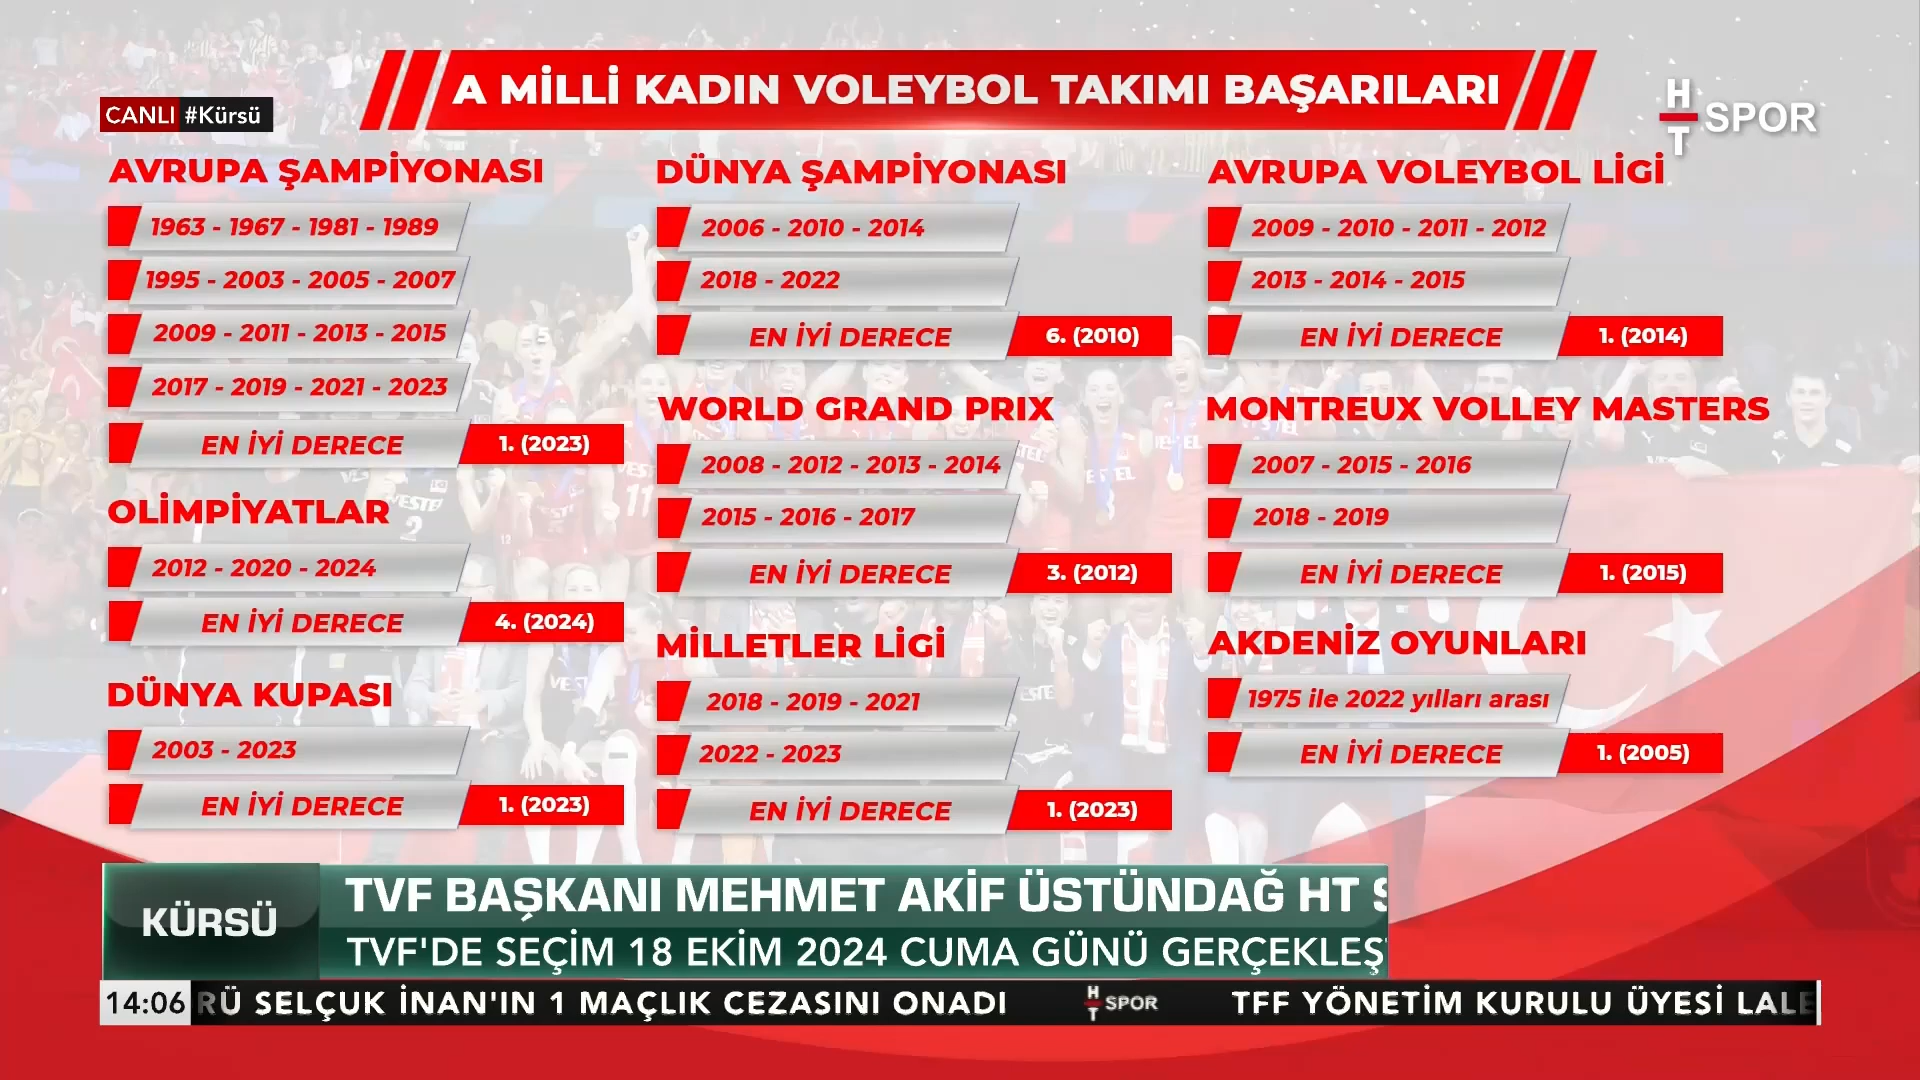 A MİLLİ KADIN VOLEYBOL TAKIMI BAŞARILARI
CANLI #Kürsü
HT SPOR
AVRUPA ŞAMPİYONASI
1963 - 1967 - 1981 - 1989
1995 - 2003 - 2005 - 2007
2009 - 2011 - 2013 - 2015
2017 - 2019 - 2021 - 2023
EN İYİ DERECE 1. (2023)
OLİMPİYATLAR
2012 - 2020 - 2024
EN İYİ DERECE 4. (2024)
DÜNYA KUPASI
2003 - 2023
EN İYİ DERECE 1. (2023)
DÜNYA ŞAMPİYONASI
2006 - 2010 - 2014
2018 - 2022
EN İYİ DERECE 6. (2010)
WORLD GRAND PRIX
2008 - 2012 - 2013 - 2014
2015 - 2016 - 2017
EN İYİ DERECE 3. (2012)
MİLLETLER LİGİ
2018 - 2019 - 2021
2022 - 2023
EN İYİ DERECE 1. (2023)
AVRUPA VOLEYBOL LİGİ
2009 - 2010 - 2011 - 2012
2013 - 2014 - 2015
EN İYİ DERECE 1. (2014)
MONTREUX VOLLEY MASTERS
2007 - 2015 - 2016
2018 - 2019
EN İYİ DERECE 1. (2015)
AKDENİZ OYUNLARI
1975 ile 2022 yılları arası
EN İYİ DERECE 1. (2005)
KÜRSÜ
TVF BAŞKANI MEHMET AKİF ÜSTÜNDAĞ HT S
TVF'DE SEÇİM 18 EKİM 2024 CUMA GÜNÜ GERÇEKLEŞ
14:06 RÜ SELÇUK İNAN'IN 1 MAÇLIK CEZASINI ONADI HT SPOR TFF YÖNETİM KURULU ÜYESİ LALE